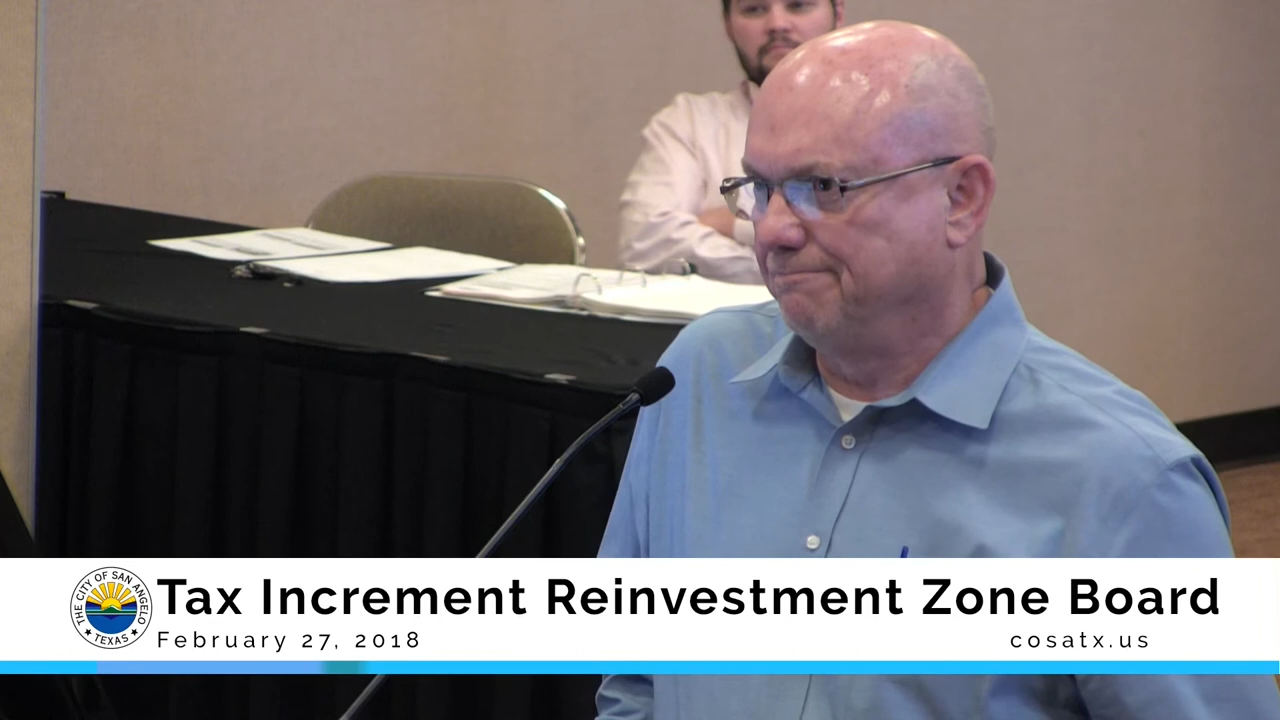 Tax Increment Reinvestment Zone Board
February 27, 2018
cosatx.us
THE CITY OF SAN ANGELO
★ TEXAS ★